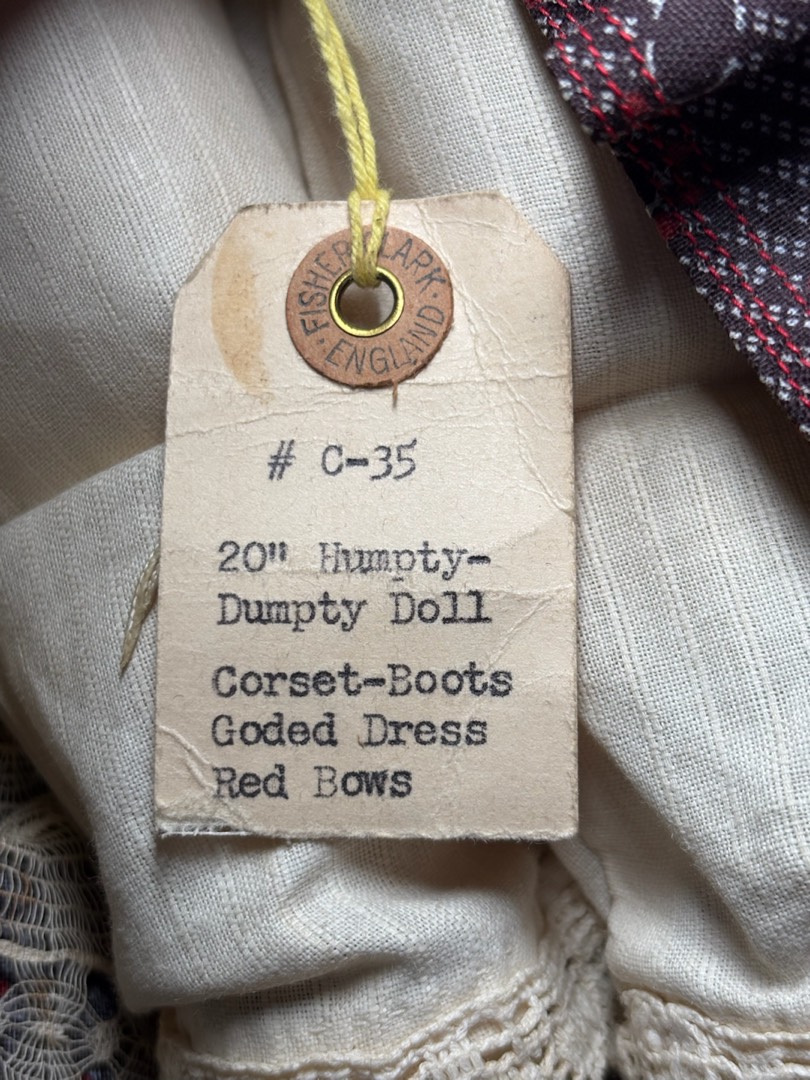 FISHER CLARK
· ENGLAND ·
# C-35
20" Humpty-
Dumpty Doll
Corset-Boots
Goded Dress
Red Bows